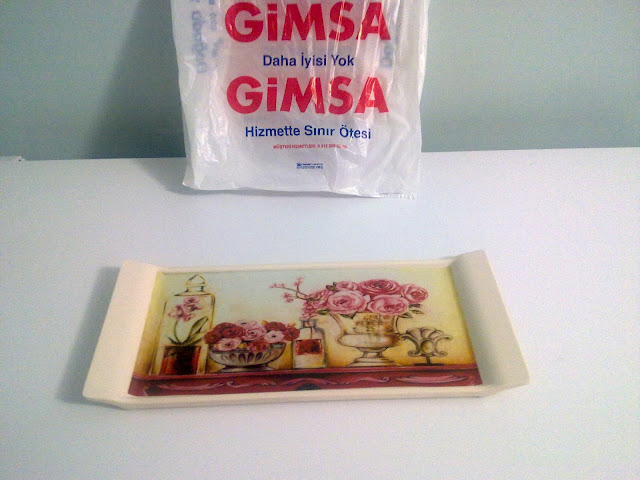 GiMSA
Daha İyisi Yok
GiMSA
Hizmette Sınır Ötesi